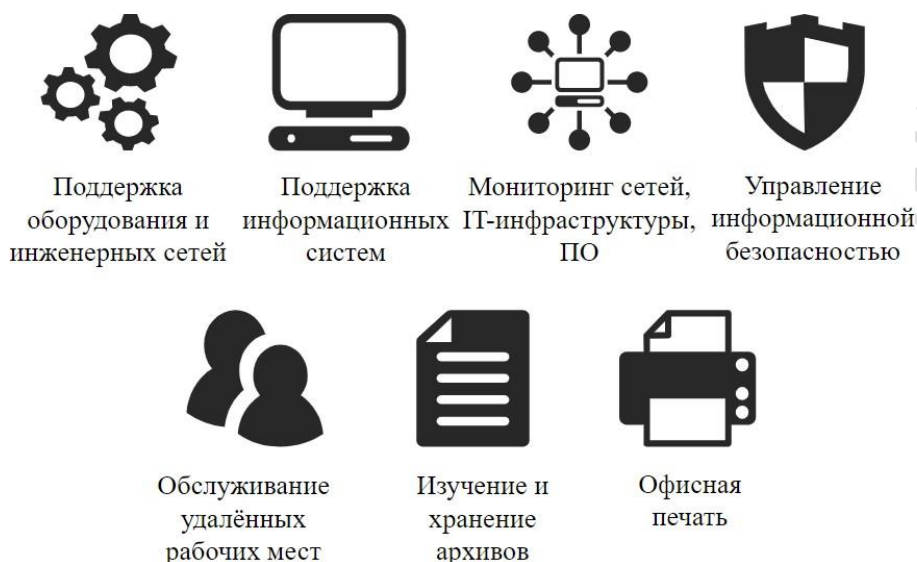 Поддержка
оборудования и
инженерных сетей
Поддержка
информационных
систем
Мониторинг сетей,
IT-инфраструктуры,
ПО
Управление
информационной
безопасностью
Обслуживание
удалённых
рабочих мест
Изучение и
хранение
архивов
Офисная
печать